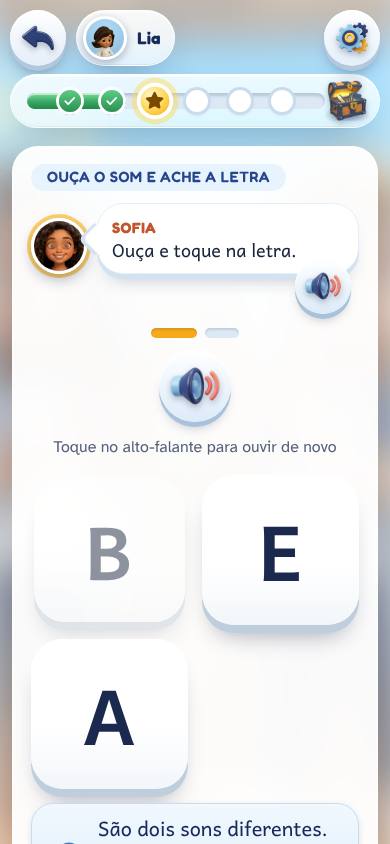 Lia
OUÇA O SOM E ACHE A LETRA
SOFIA
Ouça e toque na letra.
Toque no alto-falante para ouvir de novo
B
E
A
São dois sons diferentes.